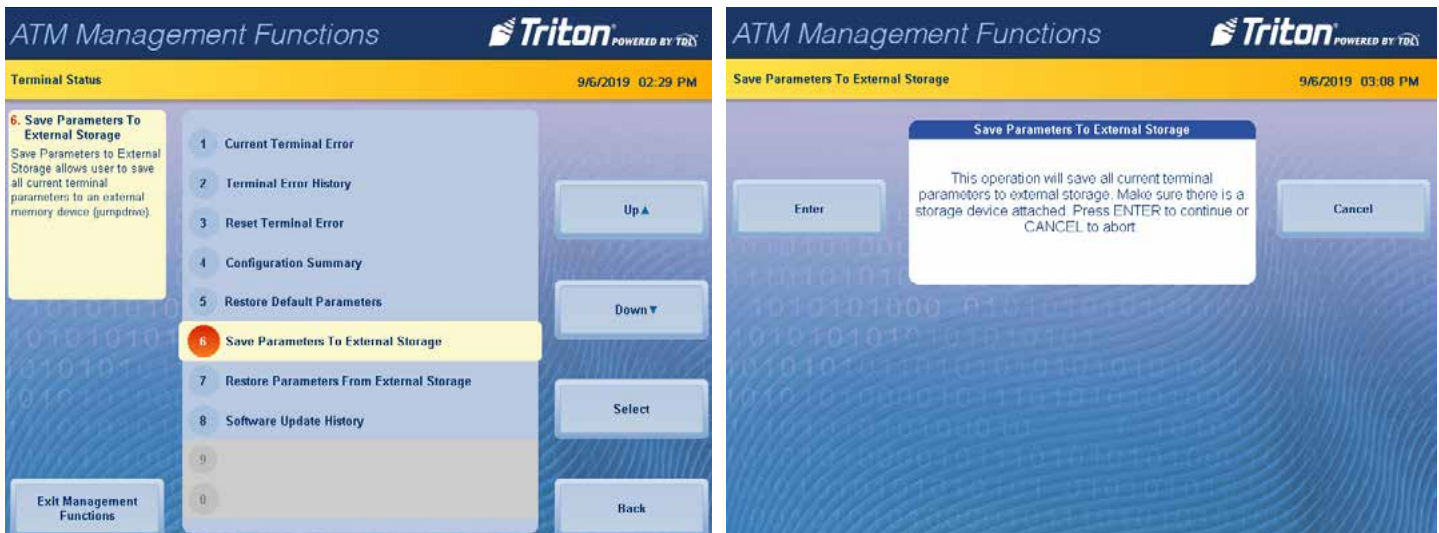 ATM Management Functions
Triton POWERED BY TDL
Terminal Status
9/6/2019 02:29 PM
6. Save Parameters To
External Storage
Save Parameters to External
Storage allows user to save
all current terminal
parameters to an external
memory device (jumpdrive).
1 Current Terminal Error
2 Terminal Error History
3 Reset Terminal Error
4 Configuration Summary
5 Restore Default Parameters
6 Save Parameters To External Storage
7 Restore Parameters From External Storage
8 Software Update History
9
0
Up▲
Down▼
Select
Back
Exit Management
Functions
ATM Management Functions
Triton POWERED BY TDL
Save Parameters To External Storage
9/6/2019 03:08 PM
Save Parameters To External Storage
This operation will save all current terminal
parameters to external storage. Make sure there is a
storage device attached. Press ENTER to continue or
CANCEL to abort
Enter
Cancel